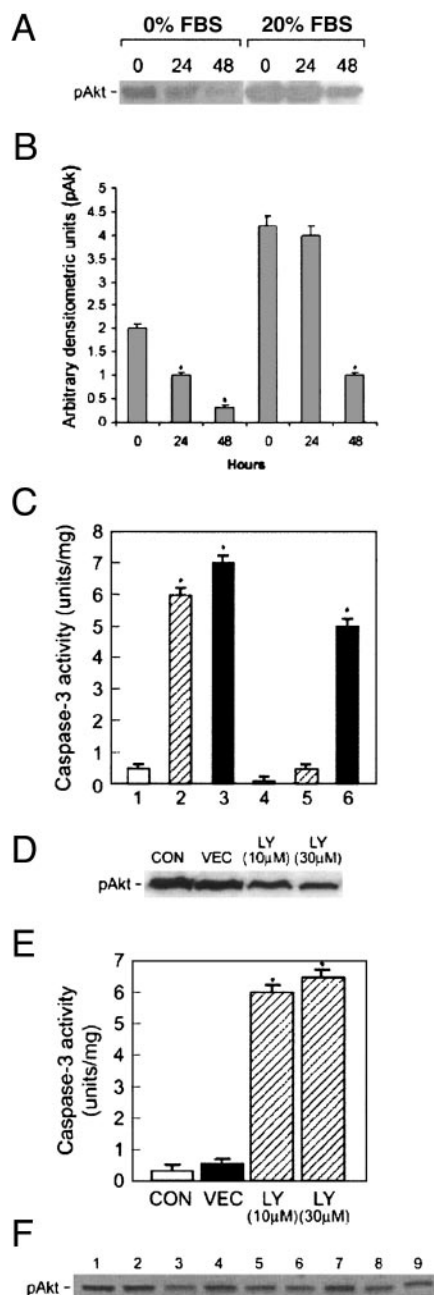 A
0% FBS 20% FBS
0 24 48 0 24 48
pAkt -
B
Arbitrary densitometric units (pAk)
5
4.5
4
3.5
3
2.5
2
1.5
1
0 5
0
* * *
0 24 48 0 24 48
Hours
C
Caspase-3 activity (units/mg)
8
7
6
5
4
3
2
1
0
* * *
1 2 3 4 5 6
D
CON VEC LY (10μM) LY (30μM)
pAkt -
E
Caspase-3 activity
(units/mg)
7
6
5
4
3
2
1
0
* *
CON VEC LY LY
(10μM) (30μM)
F
1 2 3 4 5 6 7 8 9
pAkt -